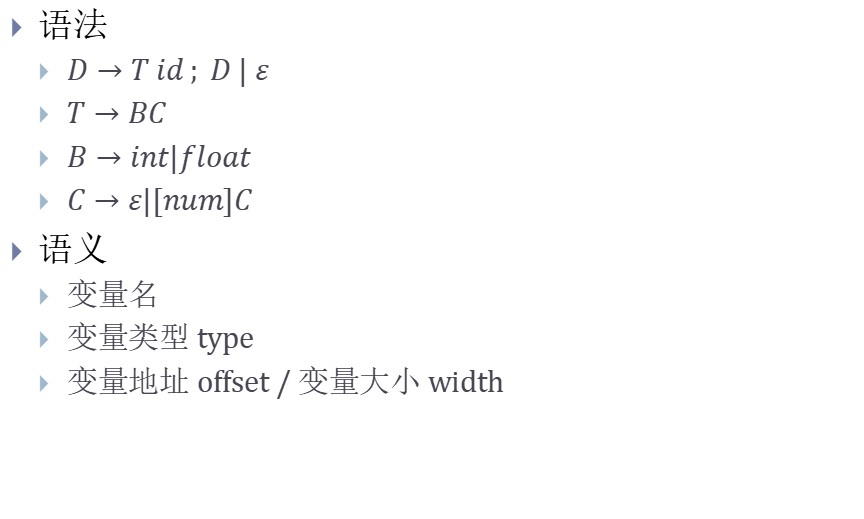 语法
D → T id ; D | ε
T → BC
B → int|float
C → ε|[num]C
语义
变量名
变量类型 type
变量地址 offset / 变量大小 width